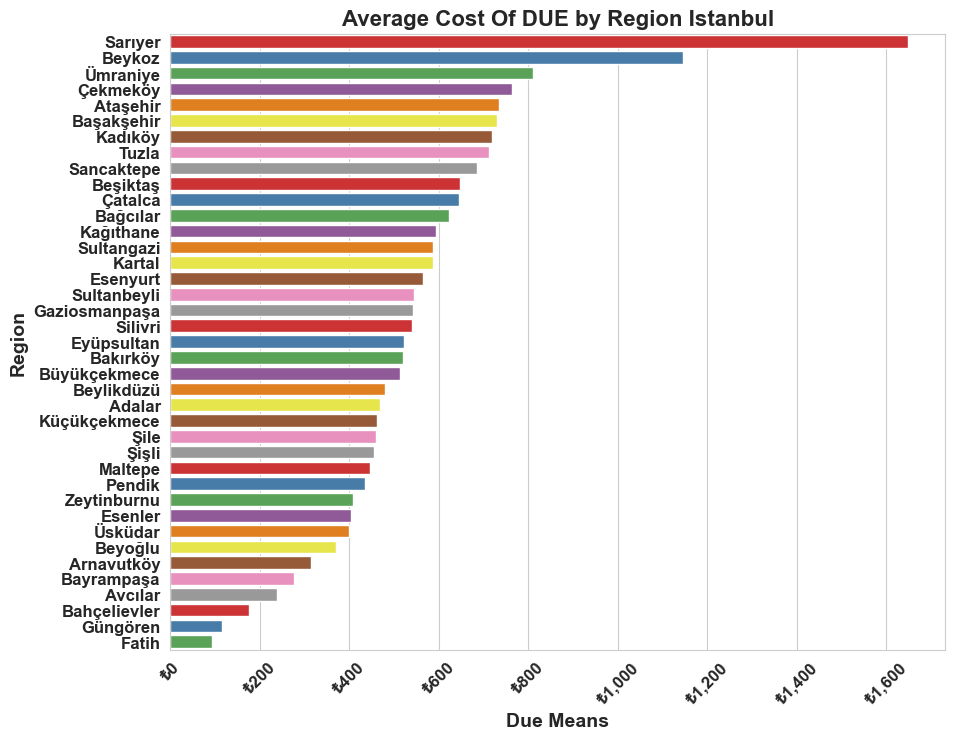 Average Cost Of DUE by Region Istanbul
Sarıyer
Beykoz
Ümraniye
Çekmeköy
Ataşehir
Başakşehir
Kadıköy
Tuzla
Sancaktepe
Beşiktaş
Çatalca
Bağcılar
Kağıthane
Sultangazi
Kartal
Esenyurt
Sultanbeyli
Gaziosmanpaşa
Silivri
Eyüpsultan
Bakırköy
Büyükçekmece
Beylikdüzü
Adalar
Küçükçekmece
Şile
Şişli
Maltepe
Pendik
Zeytinburnu
Esenler
Üsküdar
Beyoğlu
Arnavutköy
Bayrampaşa
Avcılar
Bahçelievler
Güngören
Fatih
Region
₺0
₺200
₺400
₺600
₺800
₺1,000
₺1,200
₺1,400
₺1,600
Due Means